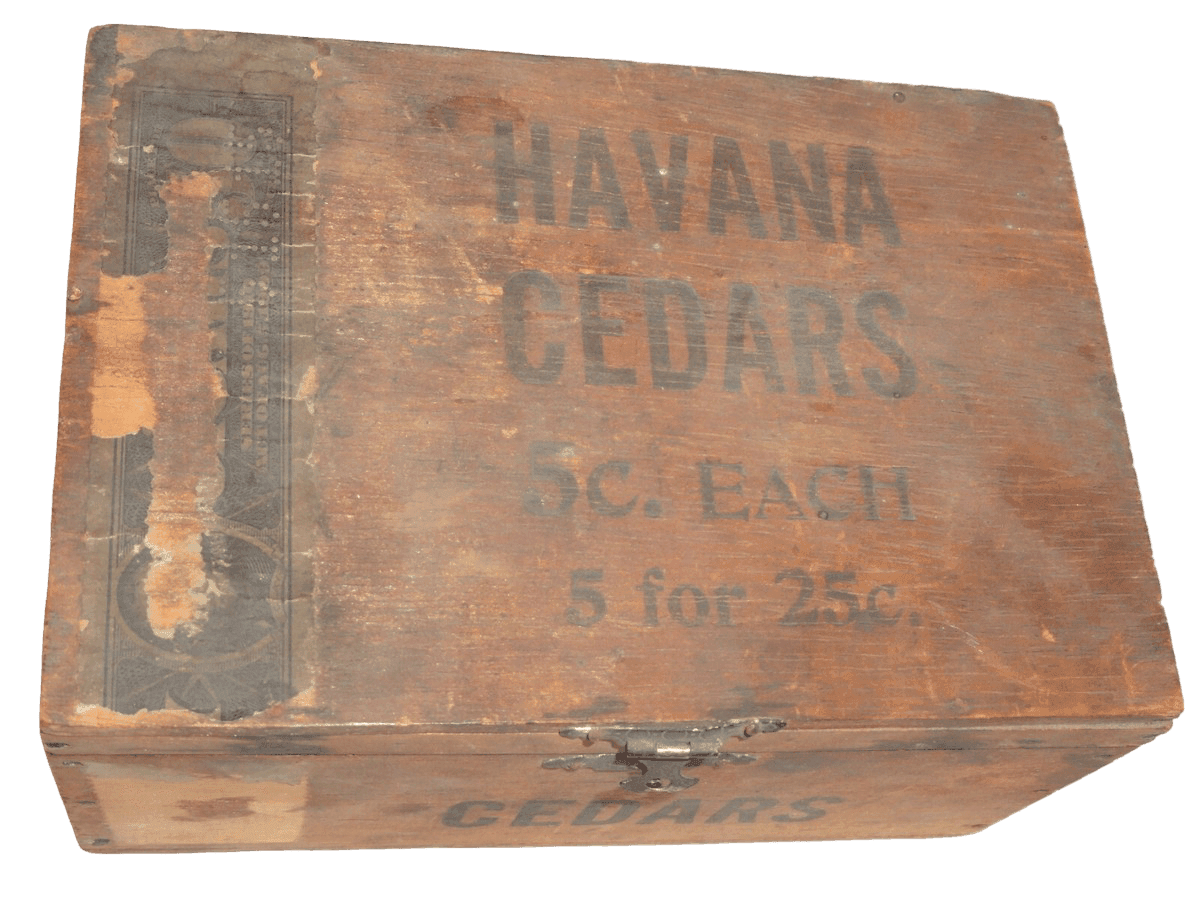 HAVANA
CEDARS
5c. EACH
5 for 25c.
CEDARS